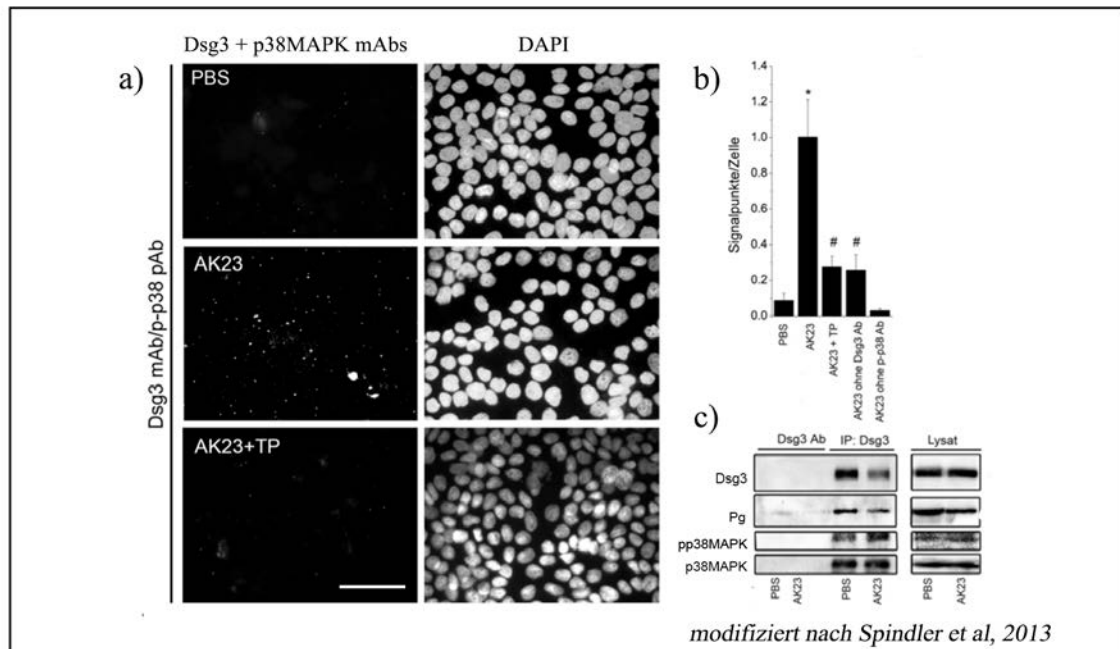 Dsg3 + p38MAPK mAbs
DAPI
a)
Dsg3 mAb/p-p38 pAb
PBS
AK23
AK23+TP
b)
Signalpunkte/Zelle
1.4
1.2
1.0
0.8
0.6
0.4
0.2
0.0
*
#
#
PBS
AK23
AK23 + TP
AK23 ohne Dsg3 Ab
AK23 ohne p-p38 Ab
c)
Dsg3 Ab
IP: Dsg3
Lysat
Dsg3
Pg
pp38MAPK
p38MAPK
PBS
AK23
PBS
AK23
PBS
AK23
modifiziert nach Spindler et al, 2013